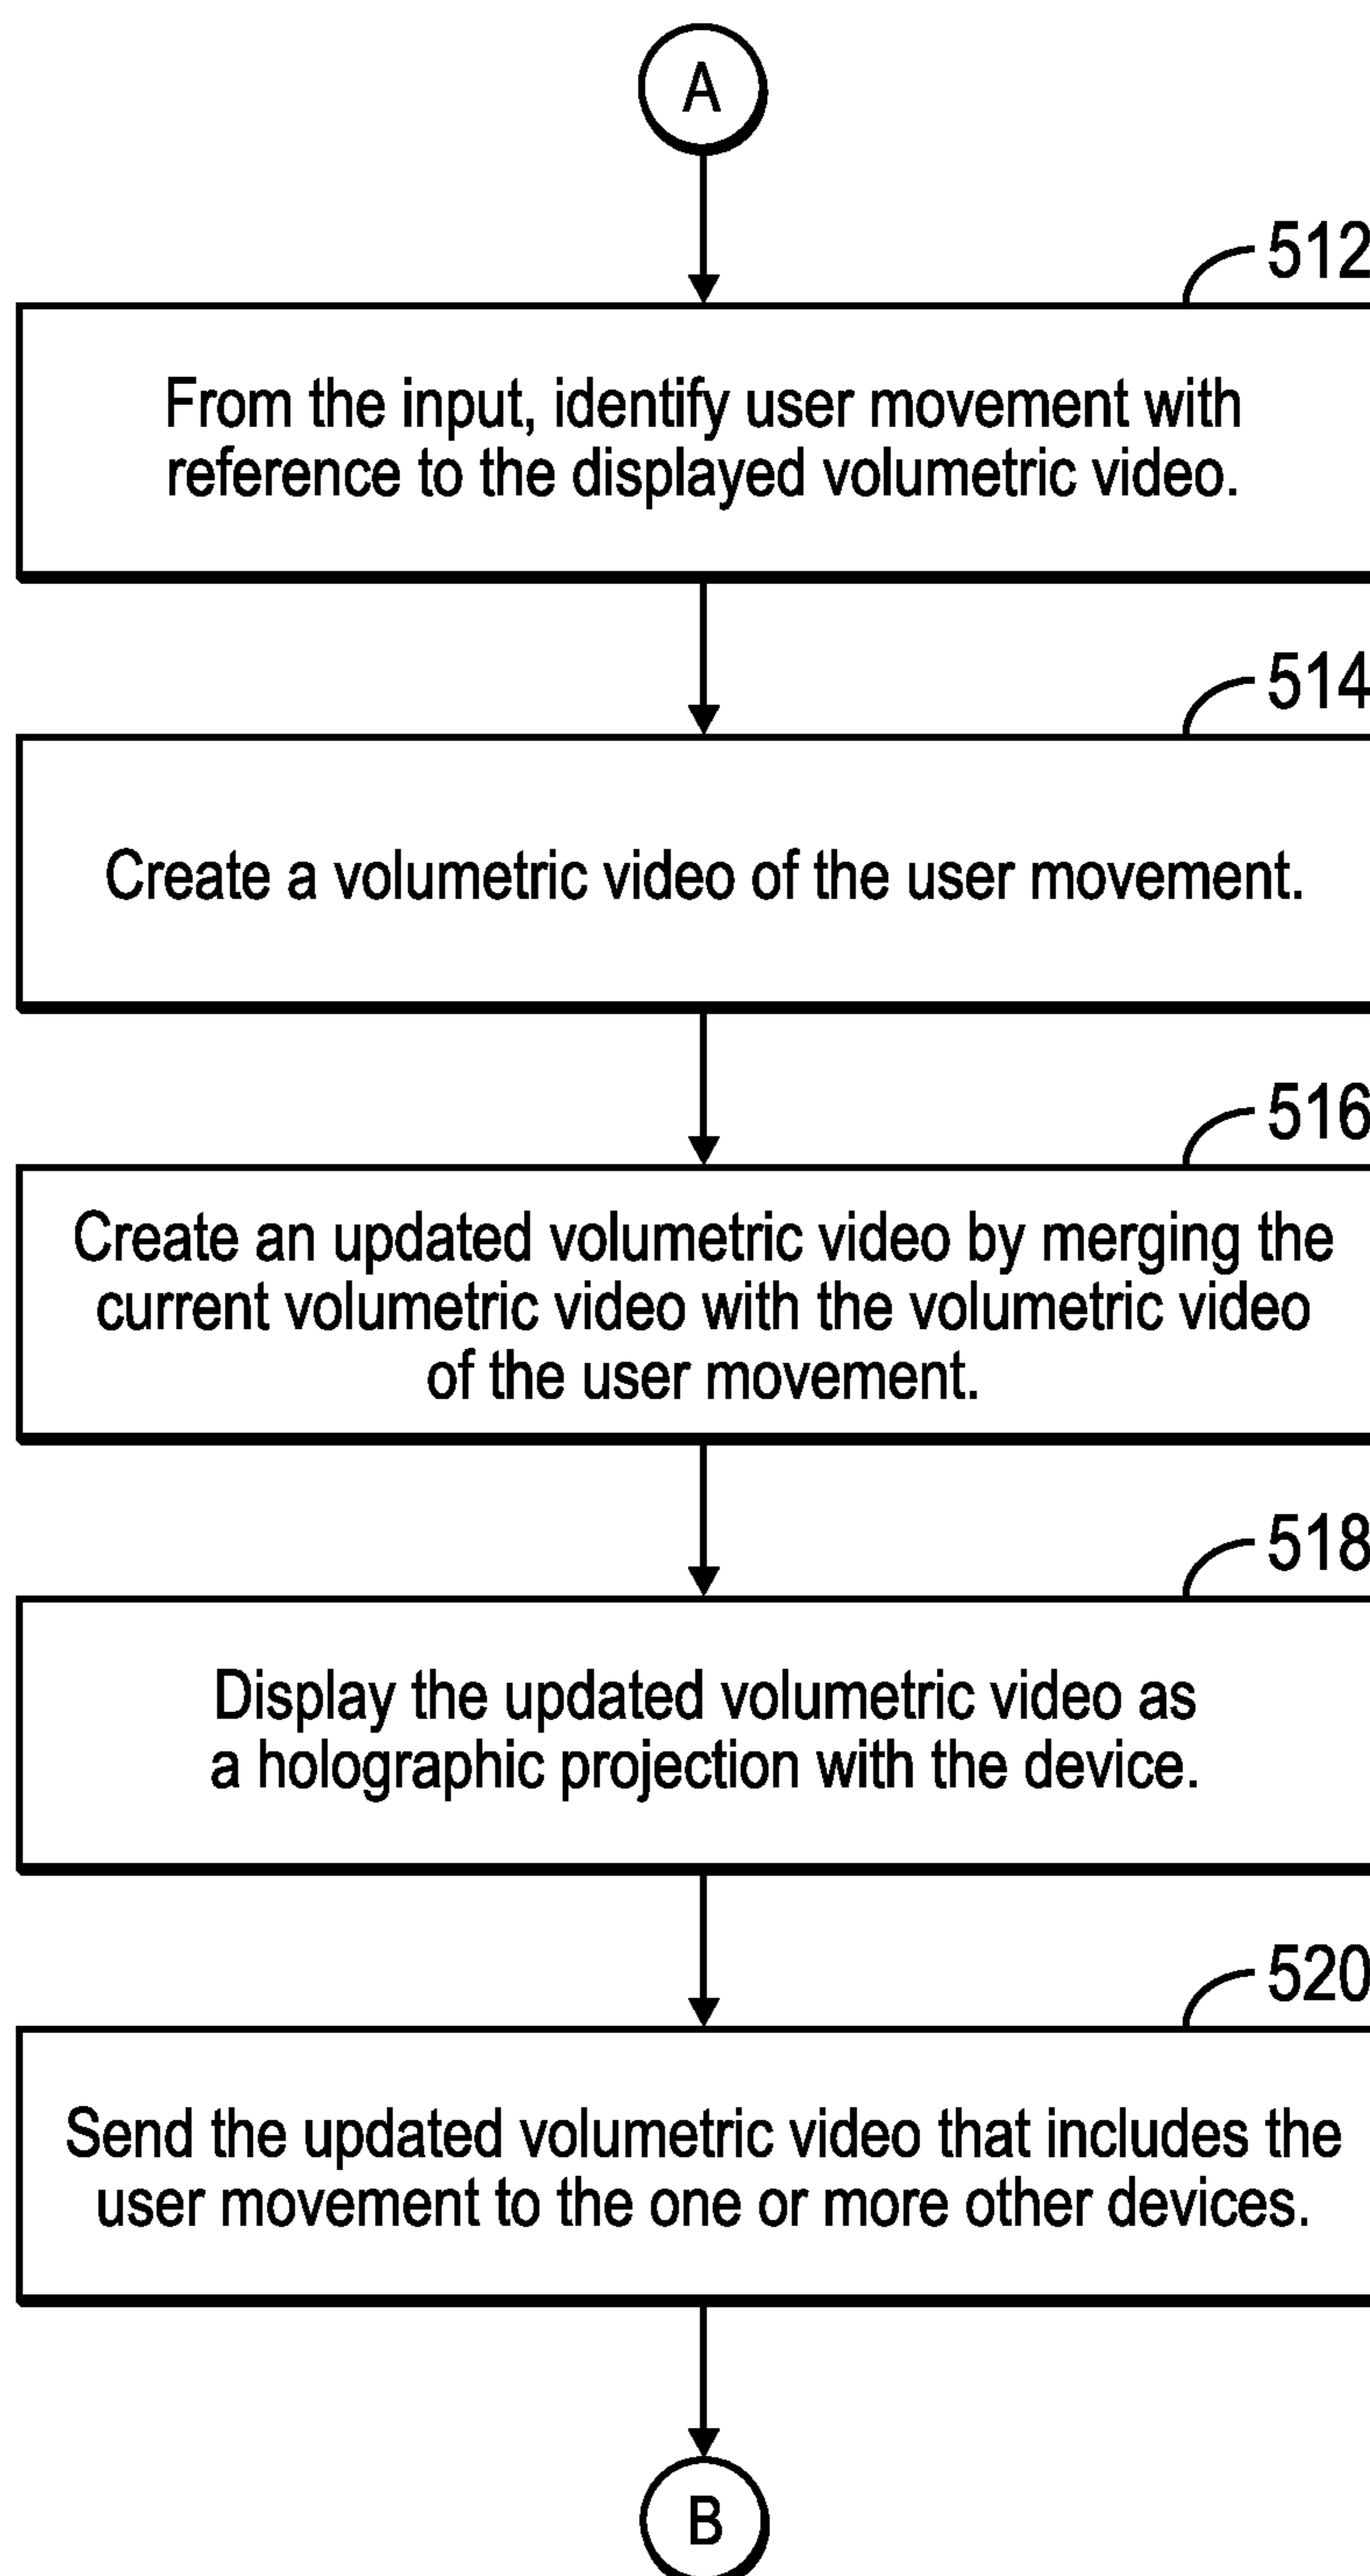 A
512
From the input, identify user movement with
reference to the displayed volumetric video.
514
Create a volumetric video of the user movement.
516
Create an updated volumetric video by merging the
current volumetric video with the volumetric video
of the user movement.
518
Display the updated volumetric video as
a holographic projection with the device.
520
Send the updated volumetric video that includes the
user movement to the one or more other devices.
B